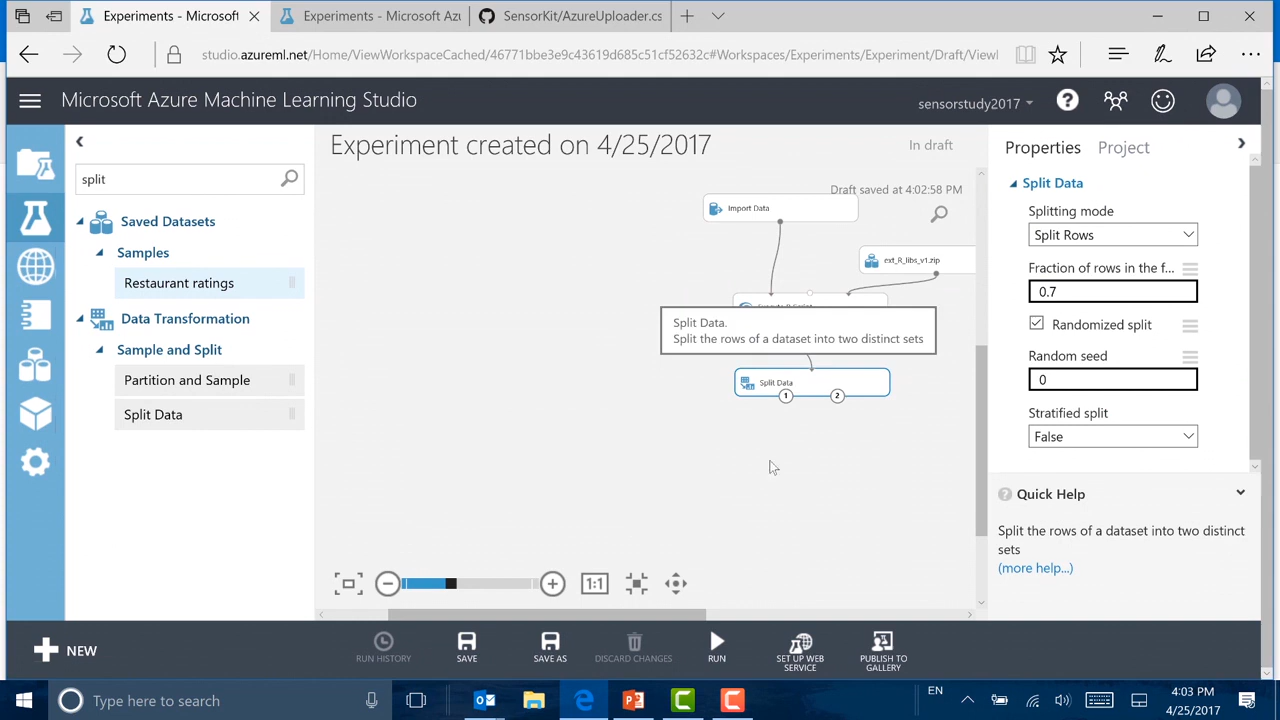 Experiments - Microsoft
Experiments - Microsoft Azu
SensorKit/AzureUploader.cs
studio.azureml.net/Home/ViewWorkspaceCached/46771bbe3e9c43619d685c51cf52632c#Workspaces/Experiments/Experiment/Draft/ViewI
Microsoft Azure Machine Learning Studio
sensorstudy2017
split
Saved Datasets
Samples
Restaurant ratings
Data Transformation
Sample and Split
Partition and Sample
Split Data
Experiment created on 4/25/2017
In draft
Draft saved at 4:02:58 PM
Import Data
ext_R_libs_v1.zip
Split Data.
Split the rows of a dataset into two distinct sets
Split Data
1
2
1:1
Properties
Project
Split Data
Splitting mode
Split Rows
Fraction of rows in the f...
0.7
Randomized split
Random seed
0
Stratified split
False
Quick Help
Split the rows of a dataset into two distinct
sets
(more help...)
NEW
RUN HISTORY
SAVE
SAVE AS
DISCARD CHANGES
RUN
SET UP WEB
SERVICE
PUBLISH TO
GALLERY
Type here to search
EN
4:03 PM
4/25/2017